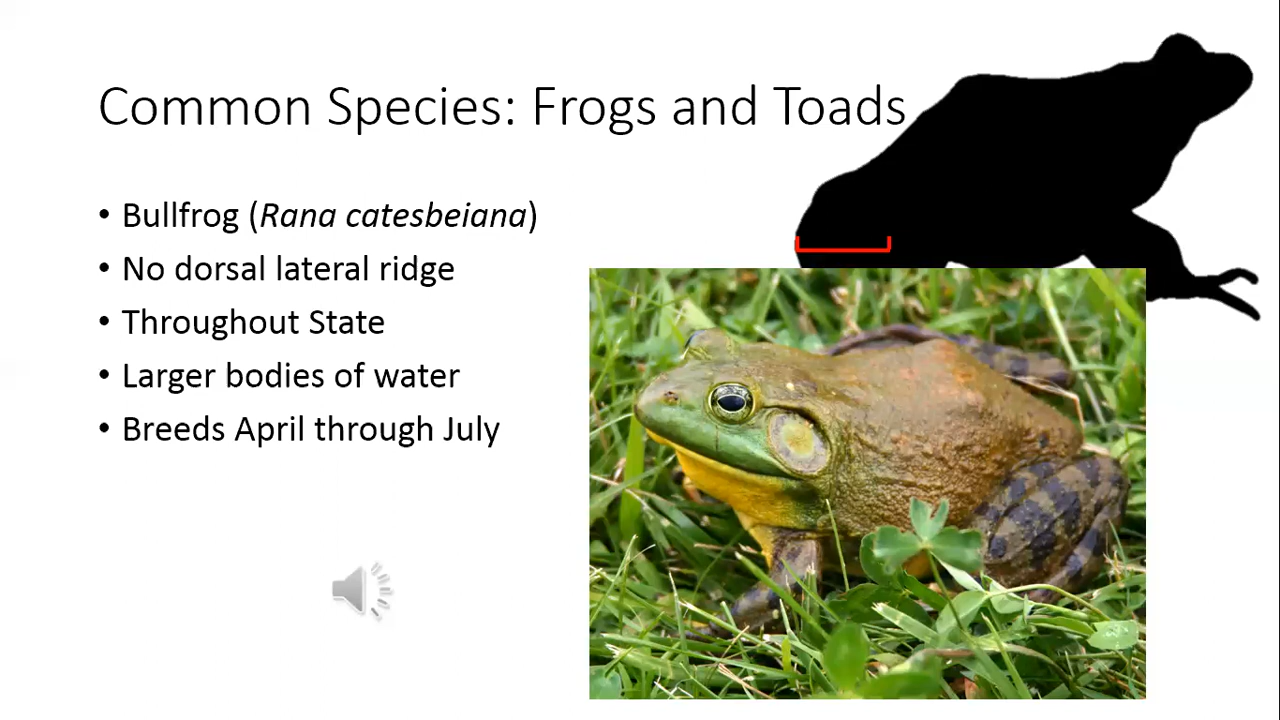 Common Species: Frogs and Toads
• Bullfrog (Rana catesbeiana)
• No dorsal lateral ridge
• Throughout State
• Larger bodies of water
• Breeds April through July